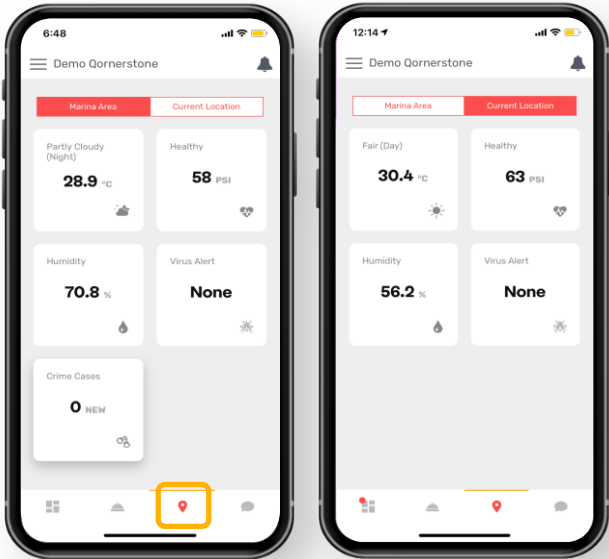 6:48
Demo Qornerstone
Marina Area Current Location
Partly Cloudy
(Night)
28.9 °C
Healthy
58 PSI
Humidity
70.8 %
Virus Alert
None
Crime Cases
0 NEW
12:14
Demo Qornerstone
Marina Area Current Location
Fair (Day)
30.4 °C
Healthy
63 PSI
Humidity
56.2 %
Virus Alert
None